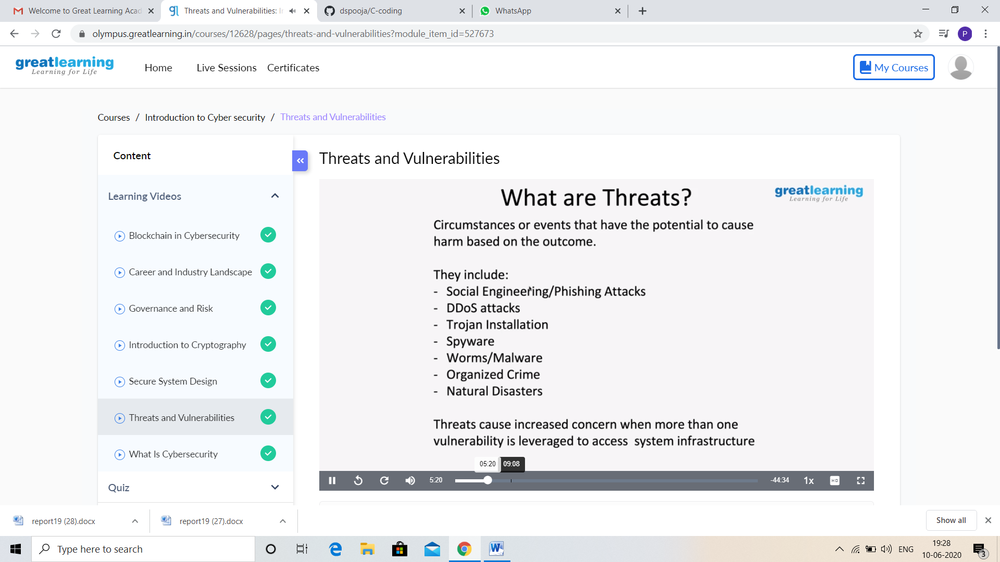 Welcome to Great Learning Acad
Threats and Vulnerabilities: I
dspooja/C-coding
WhatsApp
olympus.greatlearning.in/courses/12628/pages/threats-and-vulnerabilities?module_item_id=527673
P
greatlearning
Learning for Life
Home
Live Sessions
Certificates
My Courses
Courses / Introduction to Cyber security / Threats and Vulnerabilities
Content
Learning Videos
Blockchain in Cybersecurity
Career and Industry Landscape
Governance and Risk
Introduction to Cryptography
Secure System Design
Threats and Vulnerabilities
What Is Cybersecurity
Quiz
Threats and Vulnerabilities
What are Threats?
greatlearning
Learning for Life
Circumstances or events that have the potential to cause
harm based on the outcome.
They include:
- Social Engineering/Phishing Attacks
- DDoS attacks
- Trojan Installation
- Spyware
- Worms/Malware
- Organized Crime
- Natural Disasters
Threats cause increased concern when more than one
vulnerability is leveraged to access system infrastructure
05:20
09:08
5:20
-44:34
1x
HD
report19 (28).docx
report19 (27).docx
Show all
Type here to search
ENG
19:28
10-06-2020
3